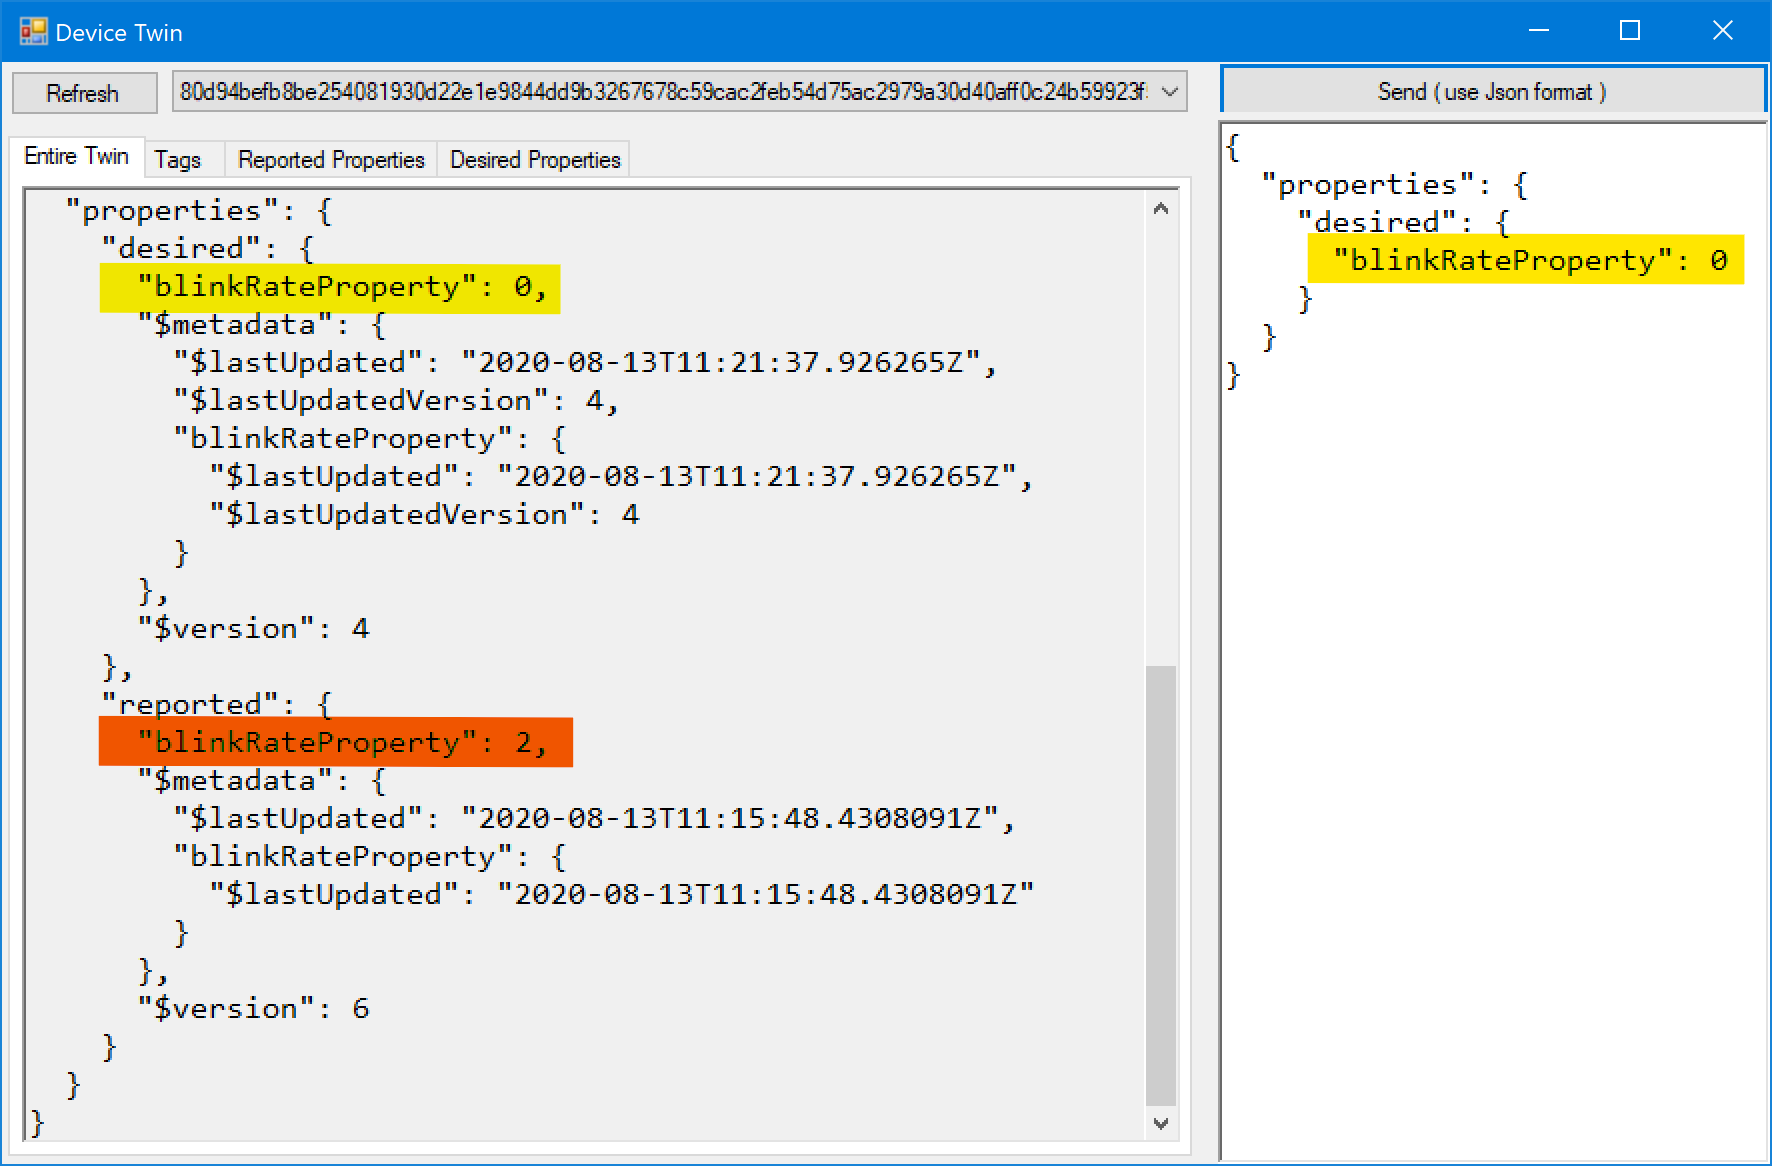 Device Twin
Refresh
80d94befb8be254081930d22e1e9844dd9b3267678c59cac2feb54d75ac2979a30d40aff0c24b59923f
Entire Twin
Tags
Reported Properties
Desired Properties
"properties": {
"desired": {
"blinkRateProperty": 0,
"$metadata": {
"$lastUpdated": "2020-08-13T11:21:37.926265Z",
"$lastUpdatedVersion": 4,
"blinkRateProperty": {
"$lastUpdated": "2020-08-13T11:21:37.926265Z",
"$lastUpdatedVersion": 4
}
},
"$version": 4
},
"reported": {
"blinkRateProperty": 2,
"$metadata": {
"$lastUpdated": "2020-08-13T11:15:48.4308091Z",
"blinkRateProperty": {
"$lastUpdated": "2020-08-13T11:15:48.4308091Z"
}
},
"$version": 6
}
}
}
Send ( use Json format )
{
"properties": {
"desired": {
"blinkRateProperty": 0
}
}
}